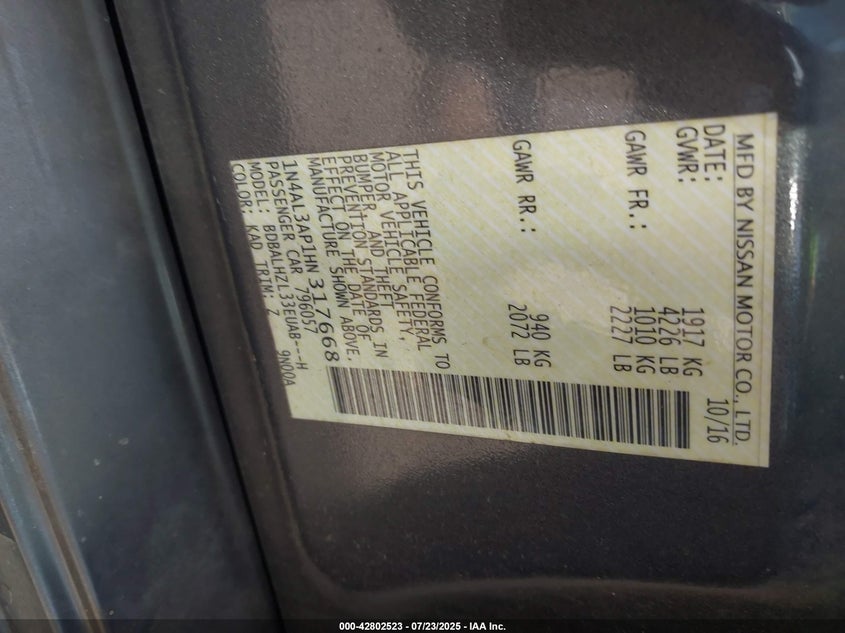 MFD BY NISSAN MOTOR CO., LTD.
DATE: 10/16
GVWR: 1917 KG
4226 LB
GAWR FR.: 1010 KG
2227 LB
GAWR RR.: 940 KG
2072 LB
THIS VEHICLE CONFORMS TO
ALL APPLICABLE FEDERAL
MOTOR VEHICLE SAFETY,
BUMPER, AND THEFT
PREVENTION STANDARDS IN
EFFECT ON THE DATE OF
MANUFACTURE SHOWN ABOVE.
1N4AL3AP1HN317668
PASSENGER CAR 796057
MODEL: BDBALHZL33EUAB---H
COLOR: KAD TRIM: Z 9N00A
000-42802523 - 07/23/2025 - IAA Inc.